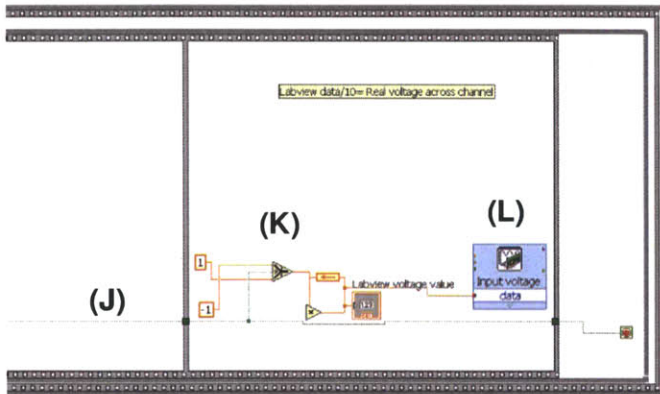 Labview data/10= Real voltage across channel
(K)
(L)
1
Labview voltage value
Input voltage
data
(J)
-1